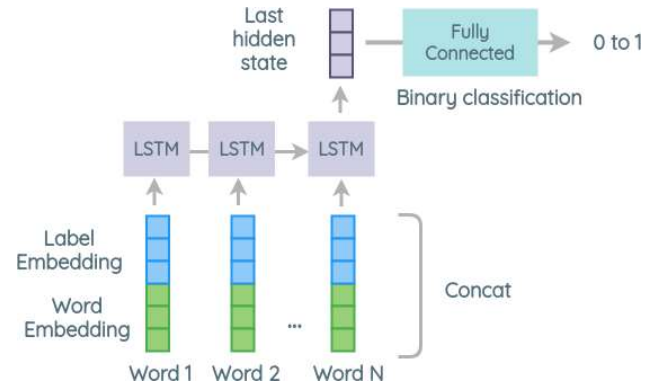 Last
hidden
state
Fully
Connected
0 to 1
Binary classification
LSTM
LSTM
LSTM
Label
Embedding
Word
Embedding
...
Concat
Word 1
Word 2
Word N